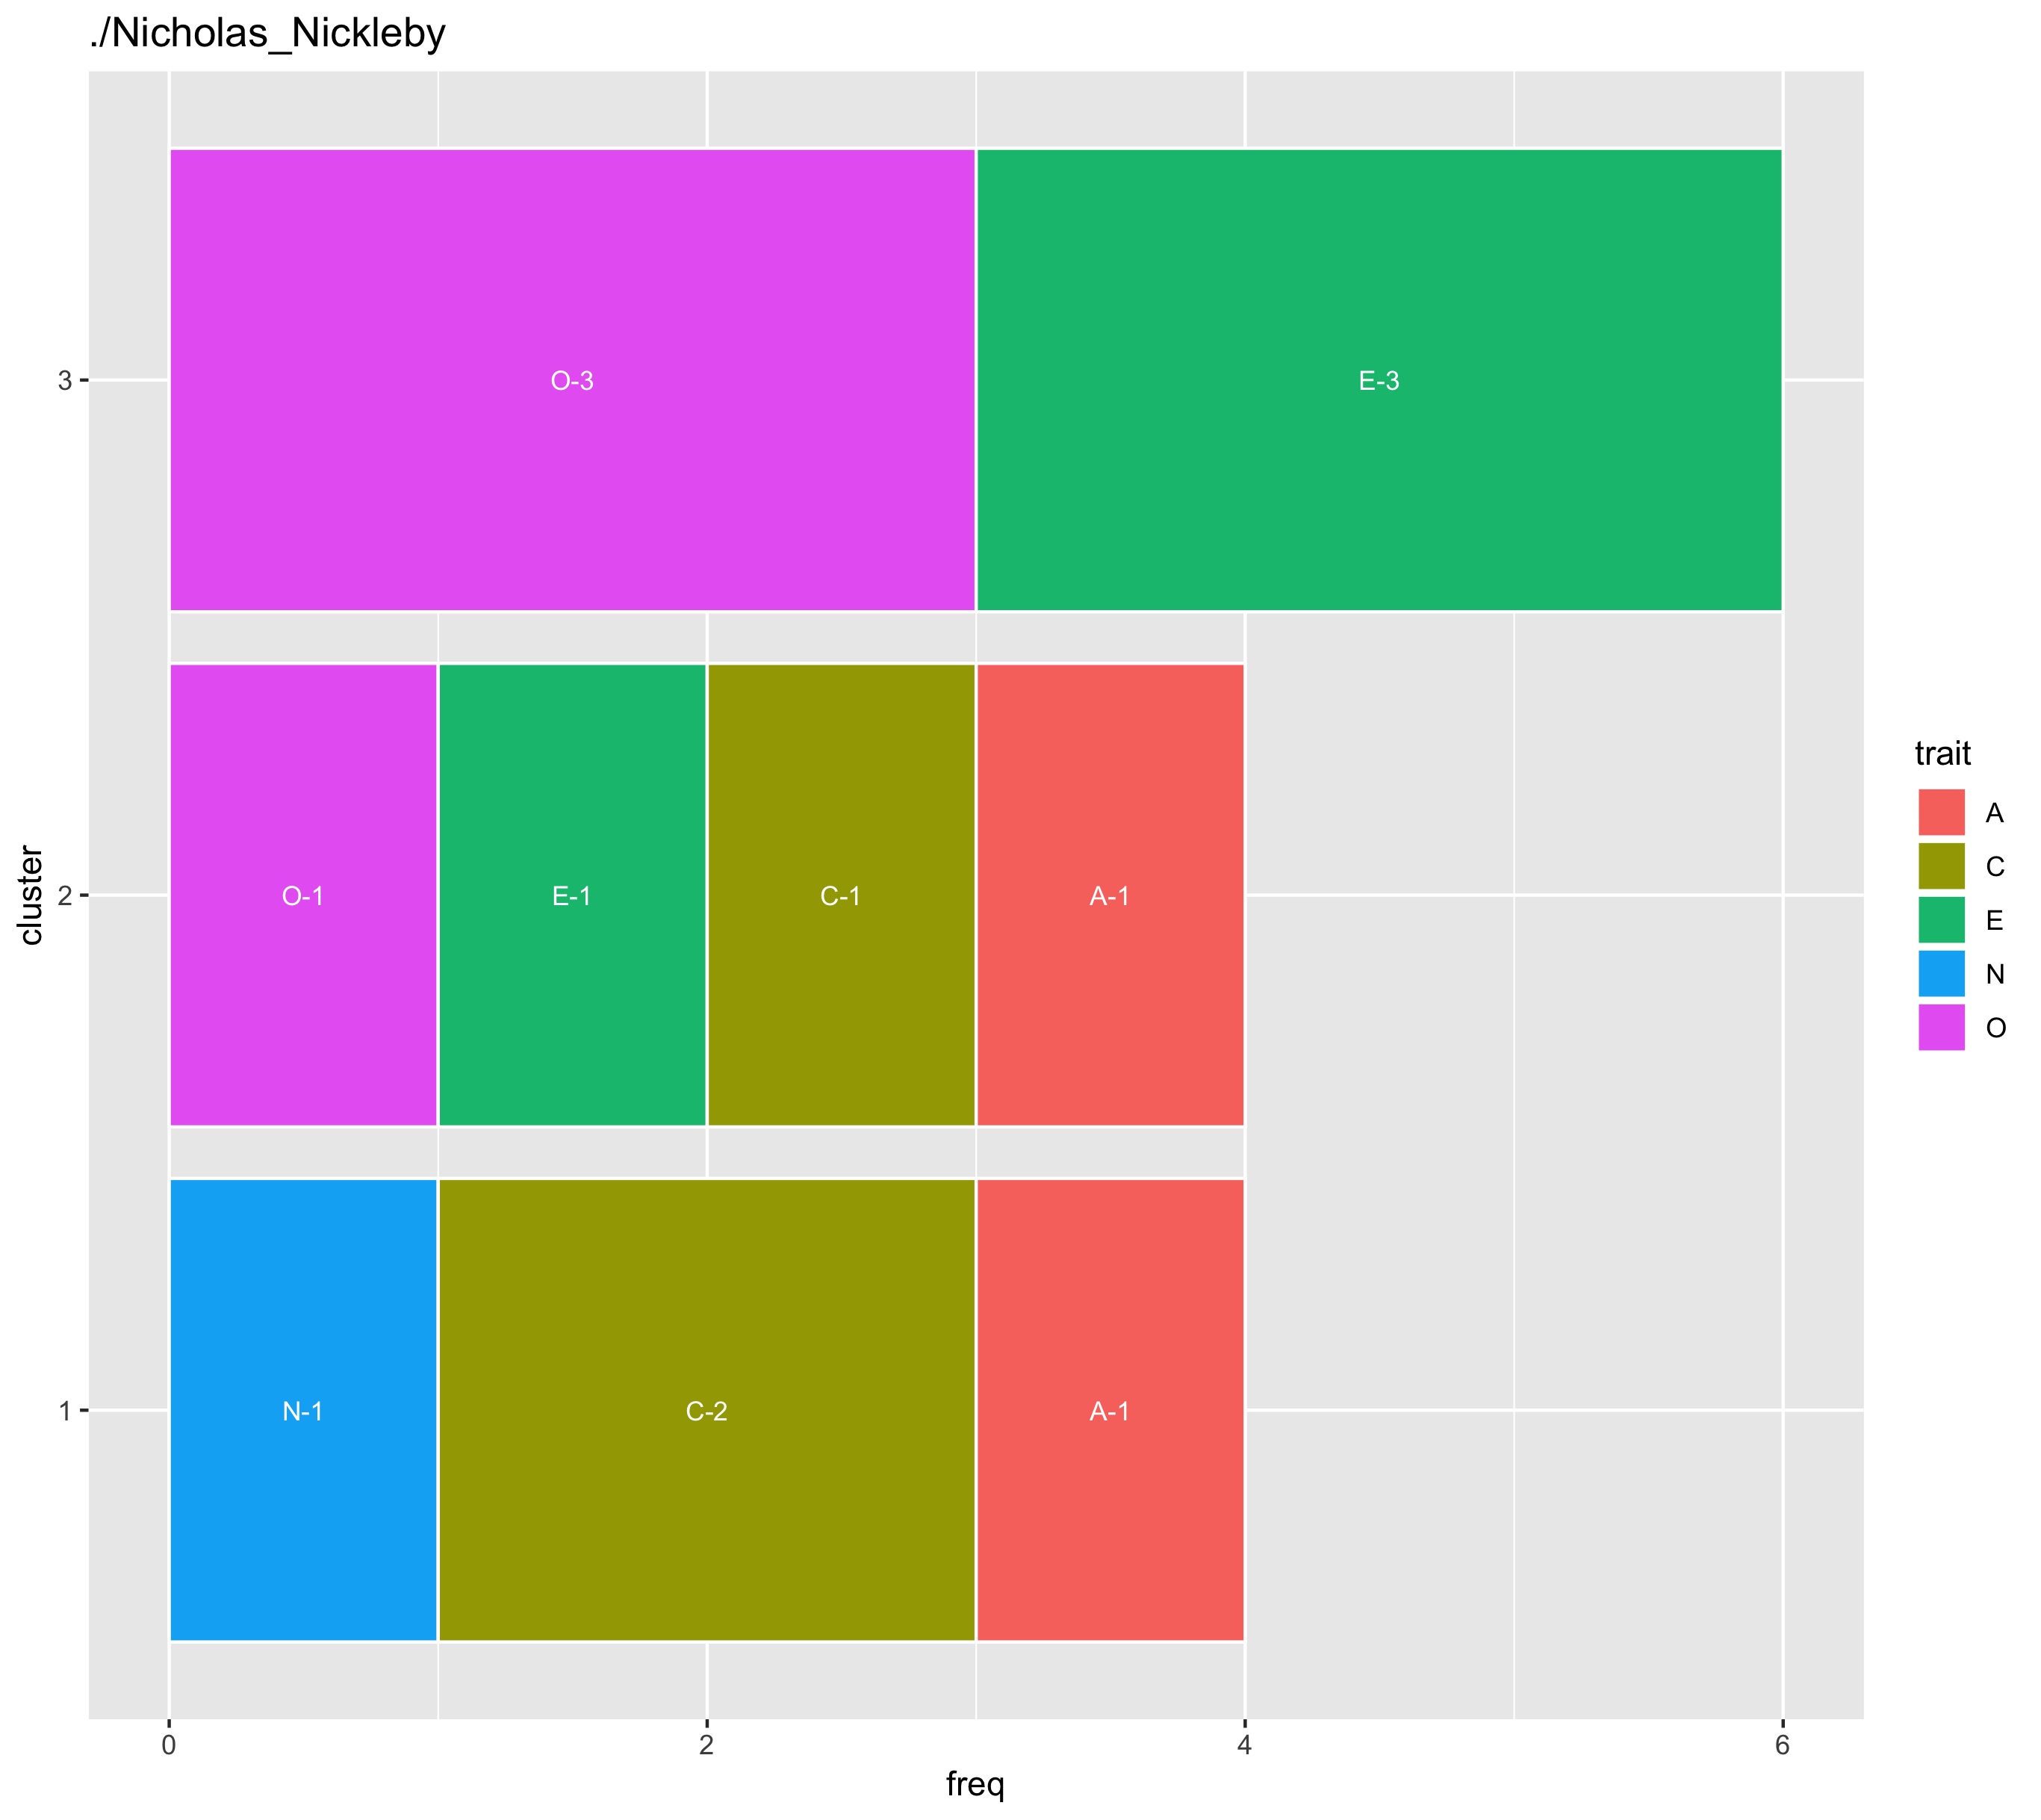 ./Nicholas_Nickleby
3
O-3
E-3
2
O-1
E-1
C-1
A-1
1
N-1
C-2
A-1
0
2
4
6
freq
cluster
trait
A
C
E
N
O